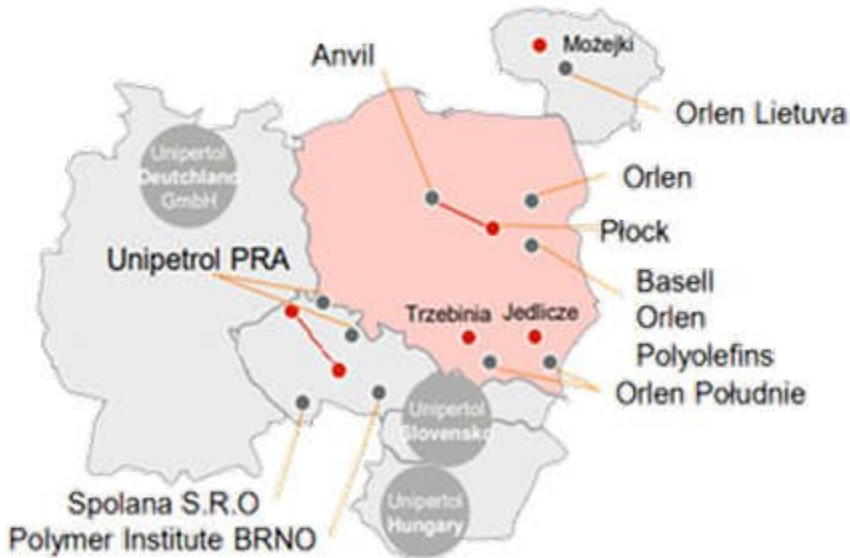 Anvil
Możejki
Orlen Lietuva
Unipertol
Deutchland
GmbH
Orlen
Płock
Unipetrol PRA
Basell
Orlen
Polyolefins
Trzebinia Jedlicze
Orlen Południe
Unipertol
Slovensko
Spolana S.R.O
Unipertol
Hungary
Polymer Institute BRNO